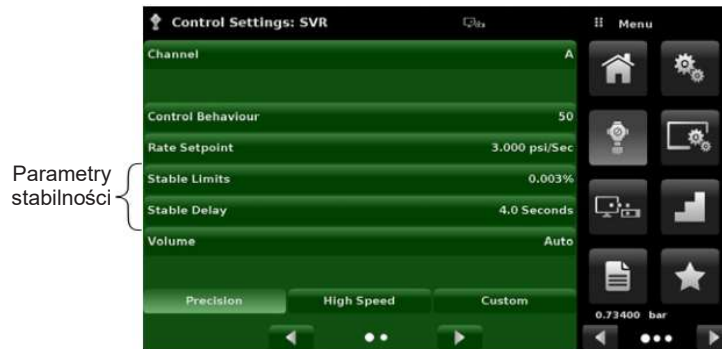 Control Settings: SVR
Menu
Channel A
Control Behaviour 50
Rate Setpoint 3.000 psi/Sec
Parametry
stabilności
Stable Limits 0.003%
Stable Delay 4.0 Seconds
Volume Auto
Precision High Speed Custom
0.73400 bar